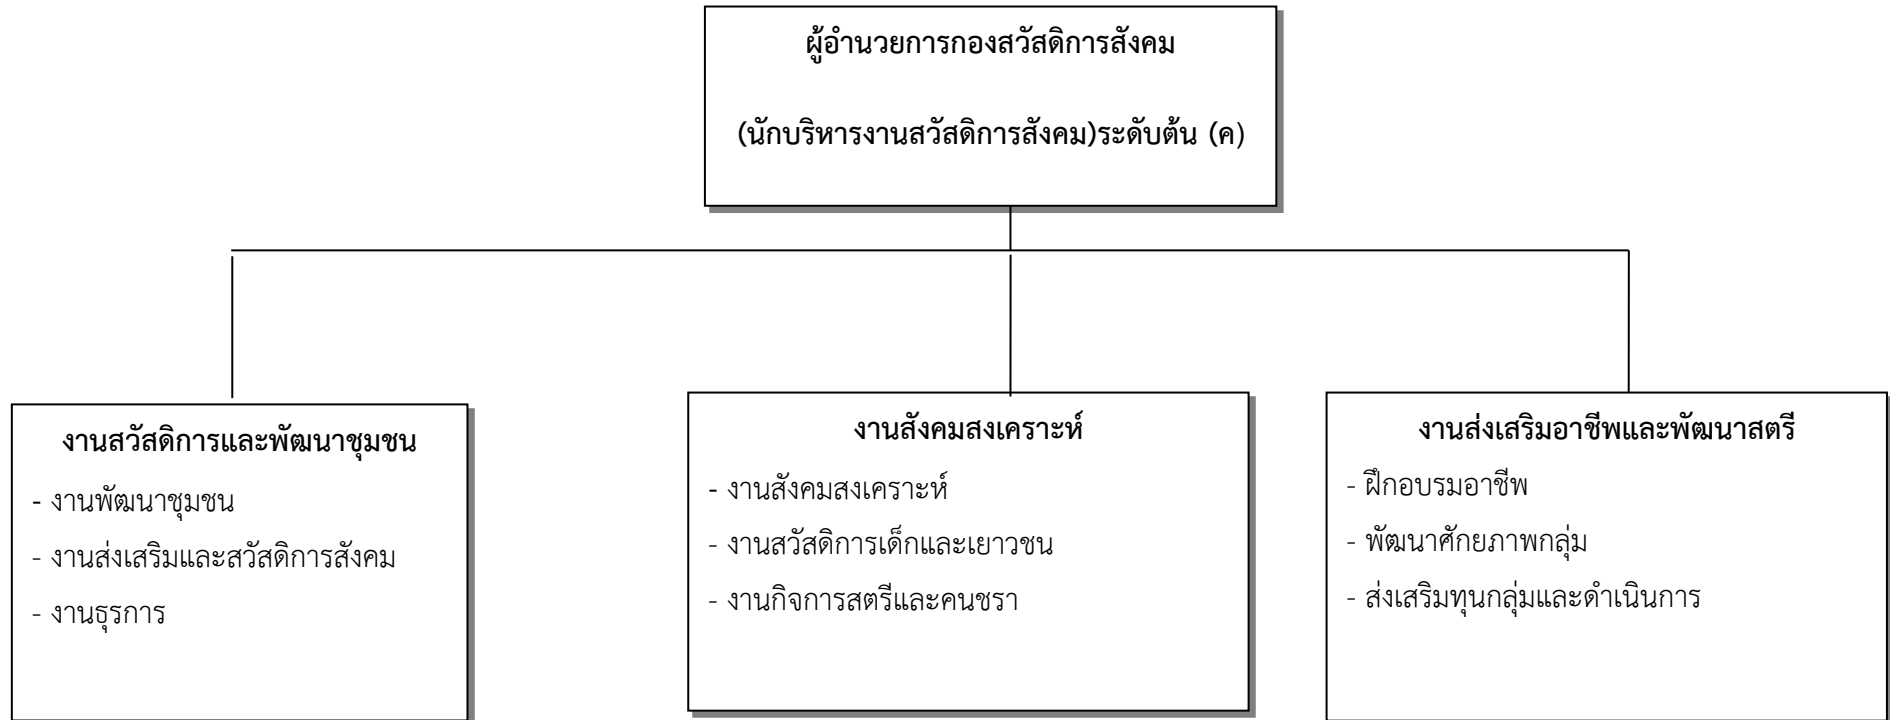 ผู้อำนวยการกองสวัสดิการสังคม
(นักบริหารงานสวัสดิการสังคม)ระดับต้น (ค)
งานสวัสดิการและพัฒนาชุมชน
- งานพัฒนาชุมชน
- งานส่งเสริมและสวัสดิการสังคม
- งานธุรการ
งานสังคมสงเคราะห์
- งานสังคมสงเคราะห์
- งานสวัสดิการเด็กและเยาวชน
- งานกิจการสตรีและคนชรา
งานส่งเสริมอาชีพและพัฒนาสตรี
- ฝึกอบรมอาชีพ
- พัฒนาศักยภาพกลุ่ม
- ส่งเสริมทุนกลุ่มและดำเนินการ